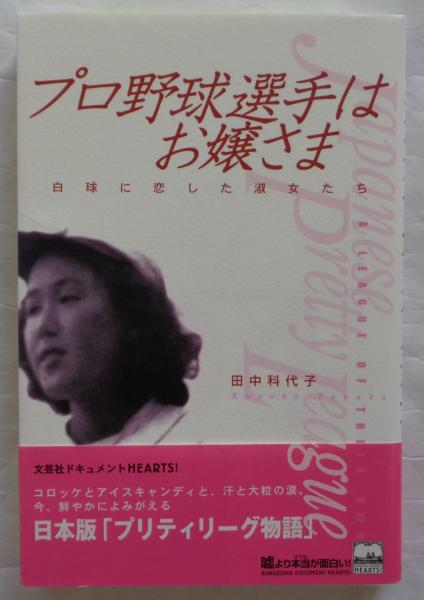 プロ野球選手は
お嬢さま
白球に恋した淑女たち
Japanese
Pretty League
A LEAGUE OF THEIR OWN
田中科代子
Kayoko Tanaka
文芸社ドキュメントHEARTS!
コロッケとアイスキャンディと、汗と大粒の涙。
今、鮮やかによみがえる
日本版「プリティリーグ物語」
嘘より本当が面白い!
リアル
BUNGEISHA DOCUMENT HEARTS!
HEARTS!